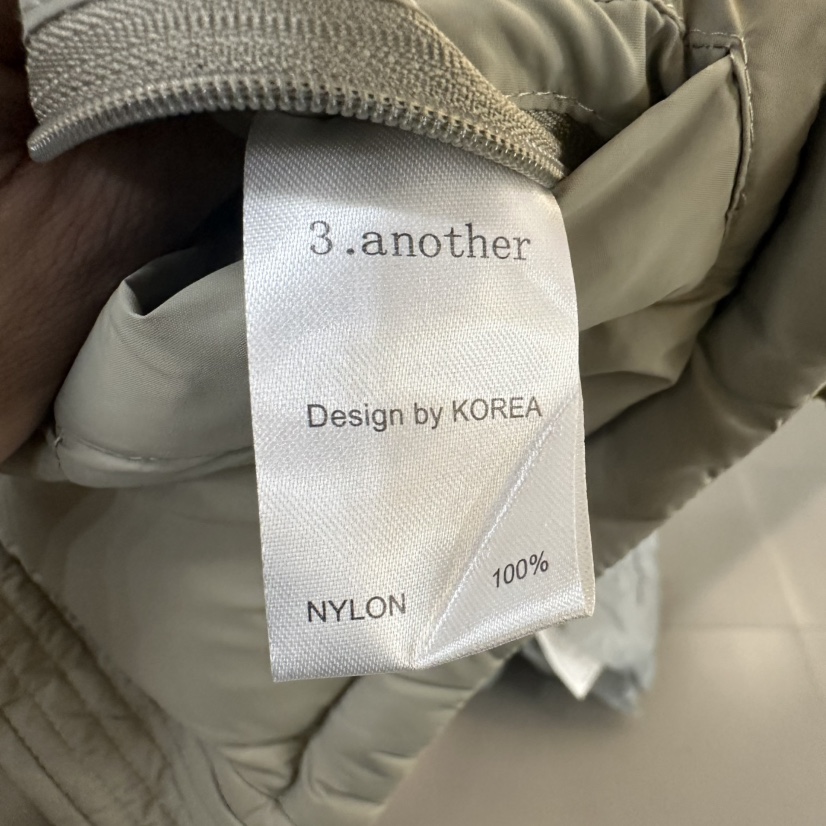 3.another
Design by KOREA
NYLON 100%